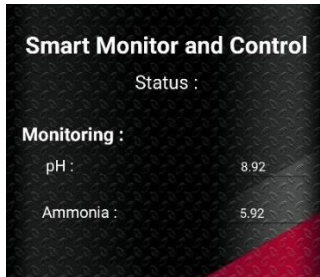 Smart Monitor and Control
Status :
Monitoring :
pH : 8.92
Ammonia : 5.92